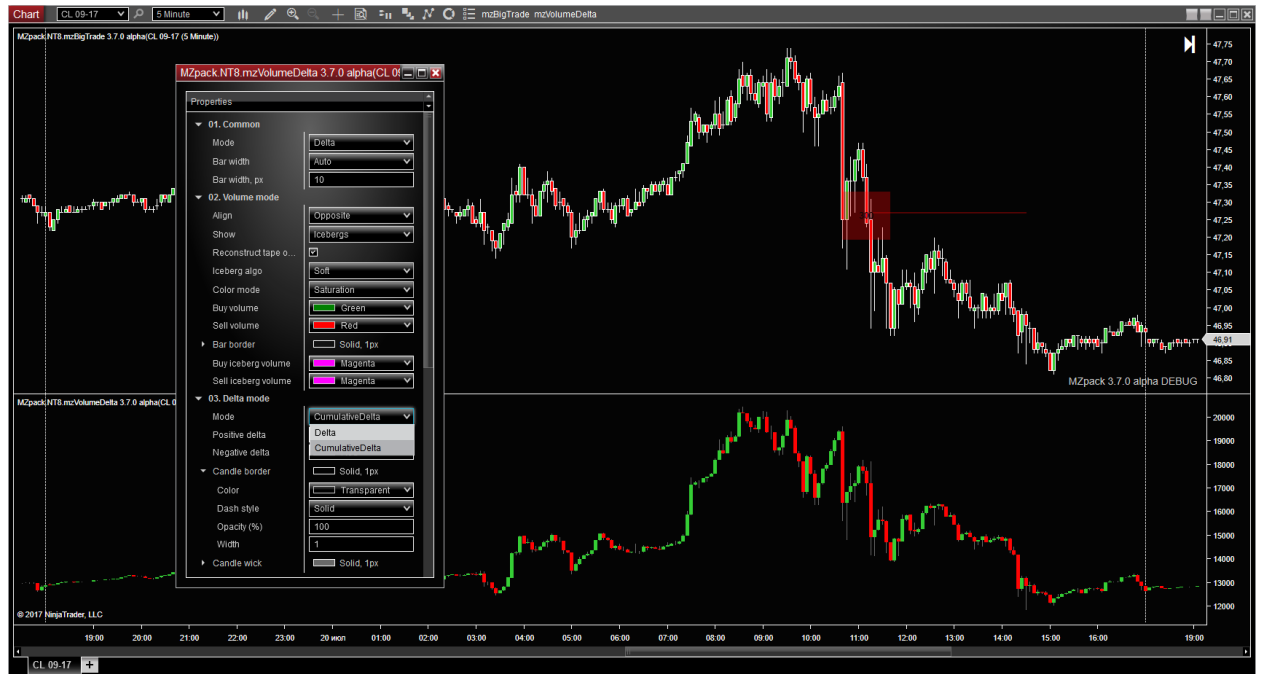 Chart CL 09-17 5 Minute mzBigTrade mzVolumeDelta
MZpack.NT8.mzBigTrade 3.7.0 alpha(CL 09-17 (5 Minute))
MZpack.NT8.mzVolumeDelta 3.7.0 alpha(CL 09
Properties
01. Common
Mode Delta
Bar width Auto
Bar width, px 10
02. Volume mode
Align Opposite
Show Icebergs
Reconstruct tape o...
Iceberg algo Soft
Color mode Saturation
Buy volume Green
Sell volume Red
Bar border Solid, 1px
Buy iceberg volume Magenta
Sell iceberg volume Magenta
03. Delta mode
Mode CumulativeDelta
Positive delta Delta
Negative delta CumulativeDelta
Candle border Solid, 1px
Color Transparent
Dash style Solid
Opacity (%) 100
Width 1
Candle wick Solid, 1px
47,75
47,70
47,65
47,60
47,55
47,50
47,45
47,40
47,35
47,30
47,25
47,20
47,15
47,10
47,05
47,00
46,95
46,91
46,85
46,80
MZpack 3.7.0 alpha DEBUG
MZpack.NT8.mzVolumeDelta 3.7.0 alpha(CL 0
20000
19000
18000
17000
16000
15000
14000
13000
12000
© 2017 NinjaTrader, LLC
19:00 20:00 21:00 22:00 23:00 20 июл 01:00 02:00 03:00 04:00 05:00 06:00 07:00 08:00 09:00 10:00 11:00 12:00 13:00 14:00 15:00 16:00 19:00
CL 09-17